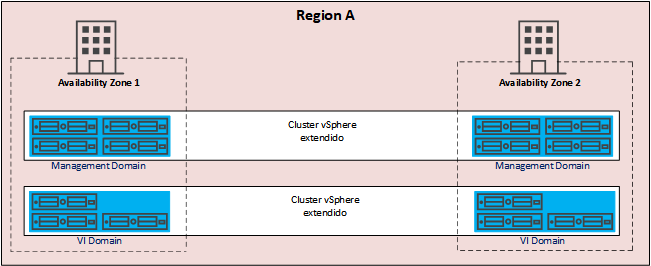 Region A
Availability Zone 1
Availability Zone 2
Cluster vSphere
extendido
Management Domain
Management Domain
Cluster vSphere
extendido
VI Domain
VI Domain